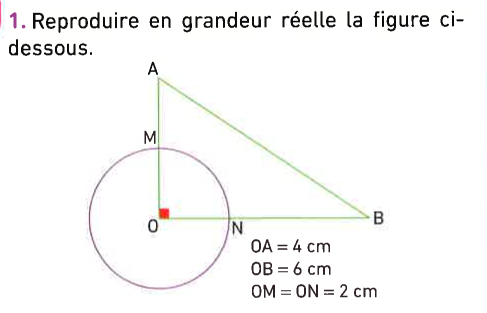 1. Reproduire en grandeur réelle la figure ci-
dessous.
A
M
O
N
B
OA = 4 cm
OB = 6 cm
OM = ON = 2 cm